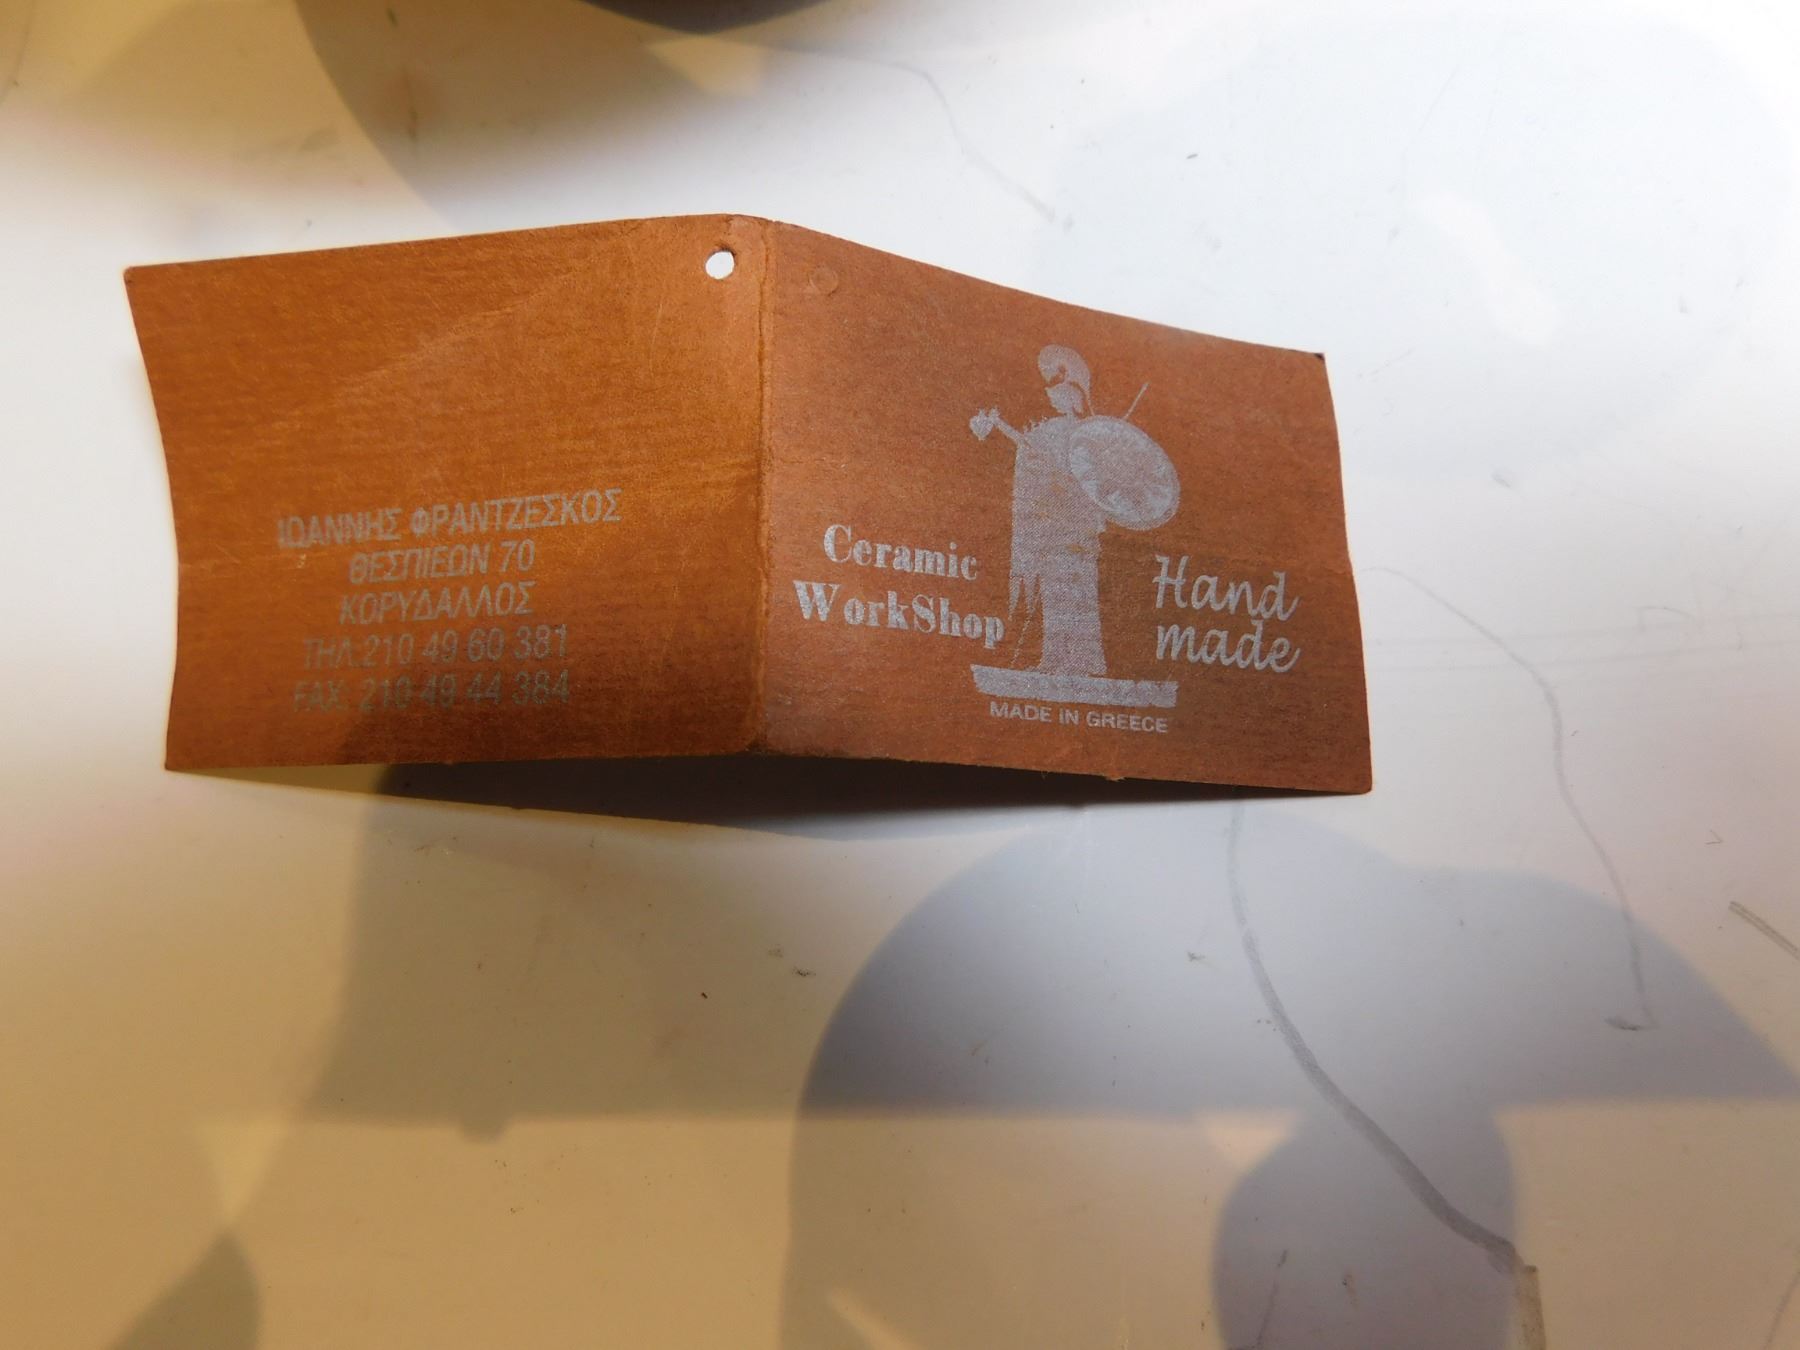 ΙΩΑΝΝΗΣ ΦΡΑΝΤΖΕΣΚΟΣ
ΘΕΣΠΙΕΩΝ 70
ΚΟΡΥΔΑΛΛΟΣ
ΤΗΛ.210 49 60 381
FAX: 210 49 44 384
Ceramic
WorkShop
Hand
made
MADE IN GREECE